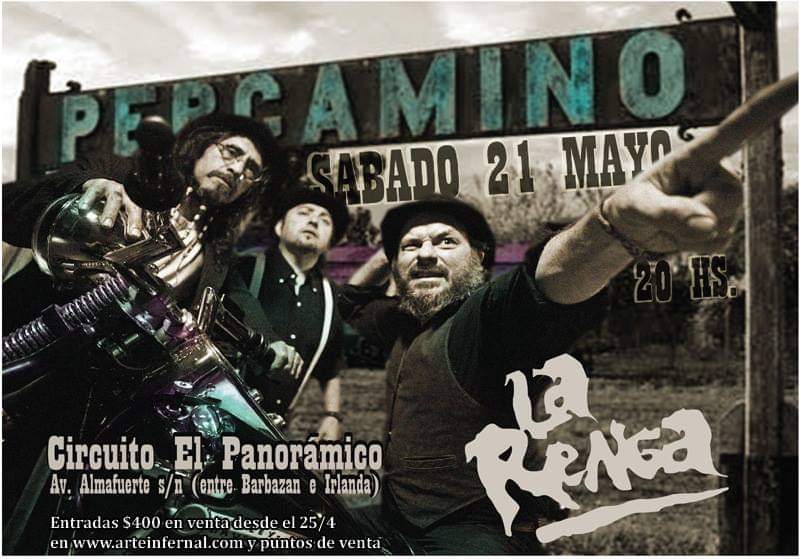 PERGAMINO
SABADO 21 MAYO
20 HS.
La
Renga
Circuito El Panorámico
Av. Almafuerte s/n (entre Barbazan e Irlanda)
Entradas $400 en venta desde el 25/4
en www.arteinfernal.com y puntos de venta